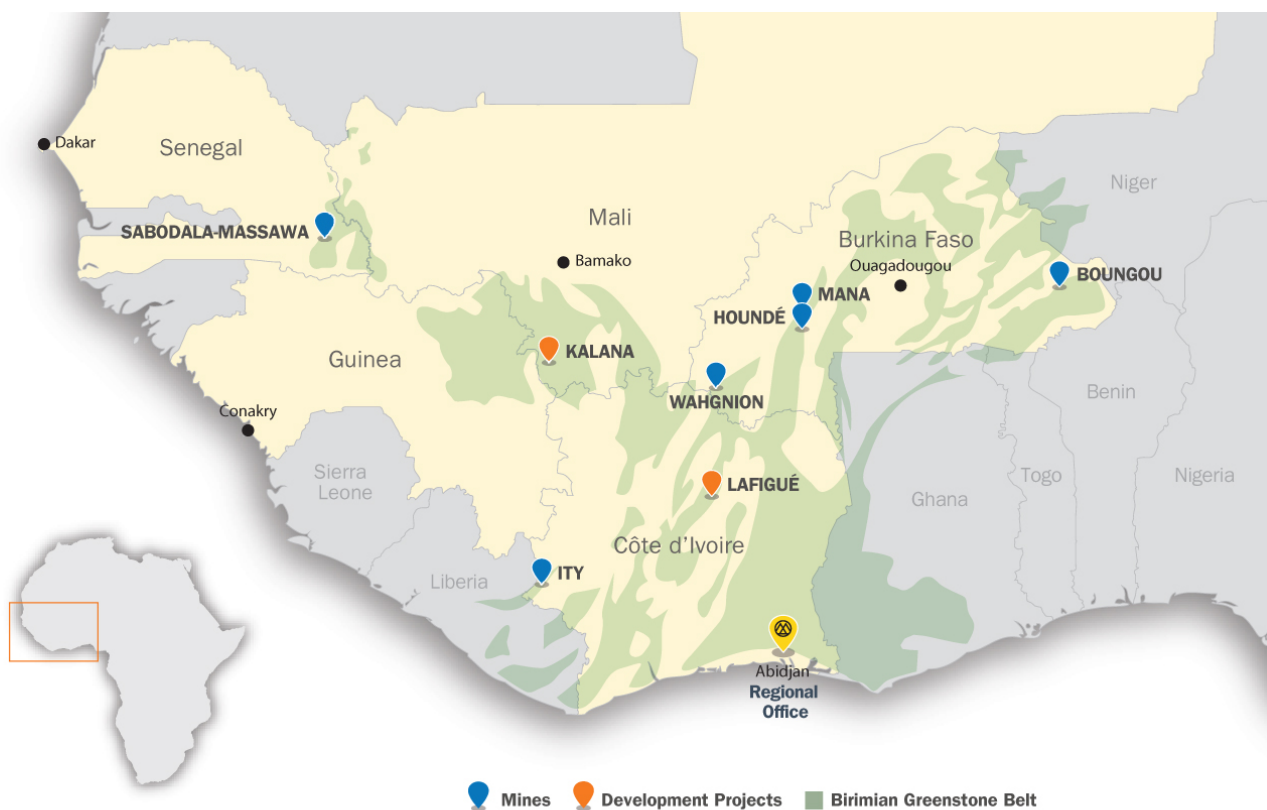 Dakar
Senegal
Niger
Mali
SABODALA-MASSAWA
Burkina Faso
Bamako
Ouagadougou
BOUNGOU
MANA
HOUNDÉ
KALANA
Guinea
WAHGNION
Benin
Conakry
Sierra
Leone
LAFIGUÉ
Ghana
Togo
Nigeria
Côte d'Ivoire
ITY
Liberia
Abidjan
Regional
Office
Mines
Development Projects
Birimian Greenstone Belt